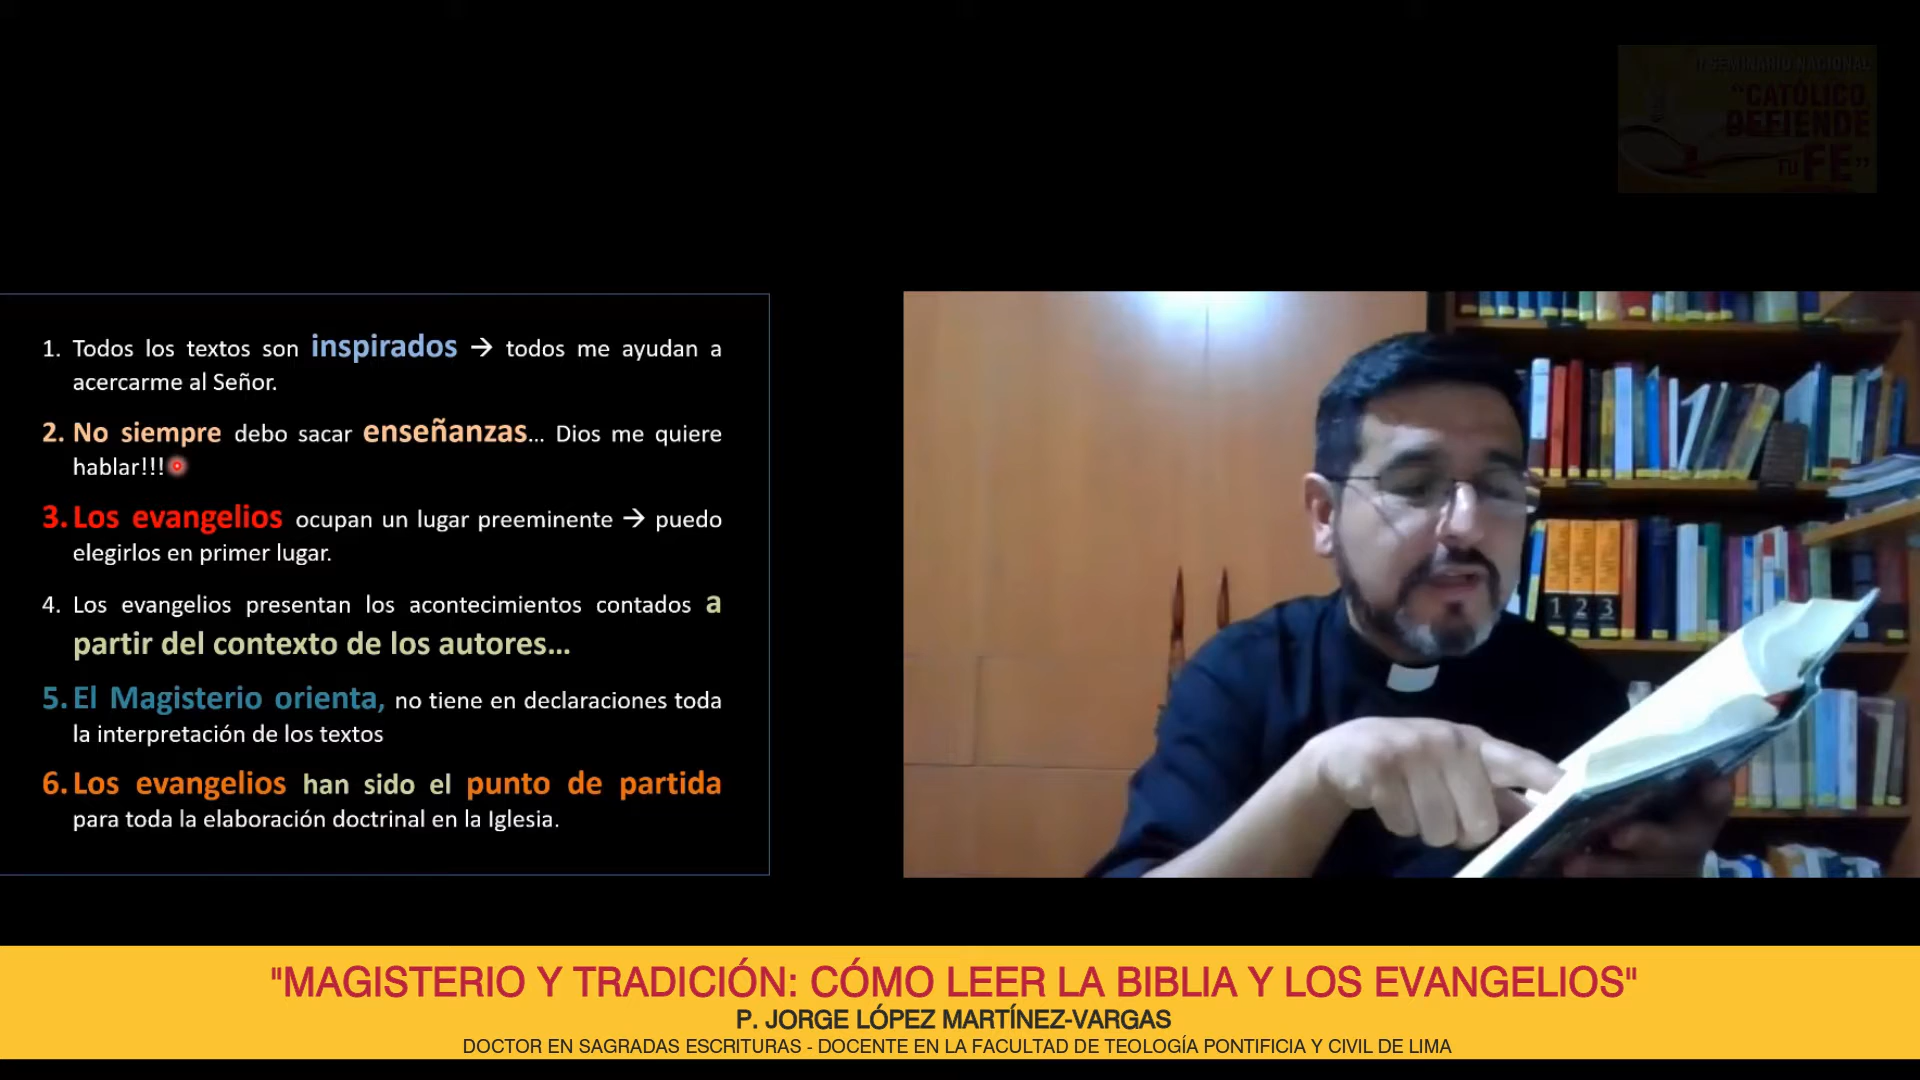 II SEMINARIO NACIONAL
"CATÓLICO
DEFIENDE
TU FE"
1. Todos los textos son inspirados → todos me ayudan a
acercarme al Señor.
2. No siempre debo sacar enseñanzas... Dios me quiere
hablar!!!
3. Los evangelios ocupan un lugar preeminente → puedo
elegirlos en primer lugar.
4. Los evangelios presentan los acontecimientos contados a
partir del contexto de los autores...
5. El Magisterio orienta, no tiene en declaraciones toda
la interpretación de los textos
6. Los evangelios han sido el punto de partida
para toda la elaboración doctrinal en la Iglesia.
1 2 3
"MAGISTERIO Y TRADICIÓN: CÓMO LEER LA BIBLIA Y LOS EVANGELIOS"
P. JORGE LÓPEZ MARTÍNEZ-VARGAS
DOCTOR EN SAGRADAS ESCRITURAS - DOCENTE EN LA FACULTAD DE TEOLOGÍA PONTIFICIA Y CIVIL DE LIMA